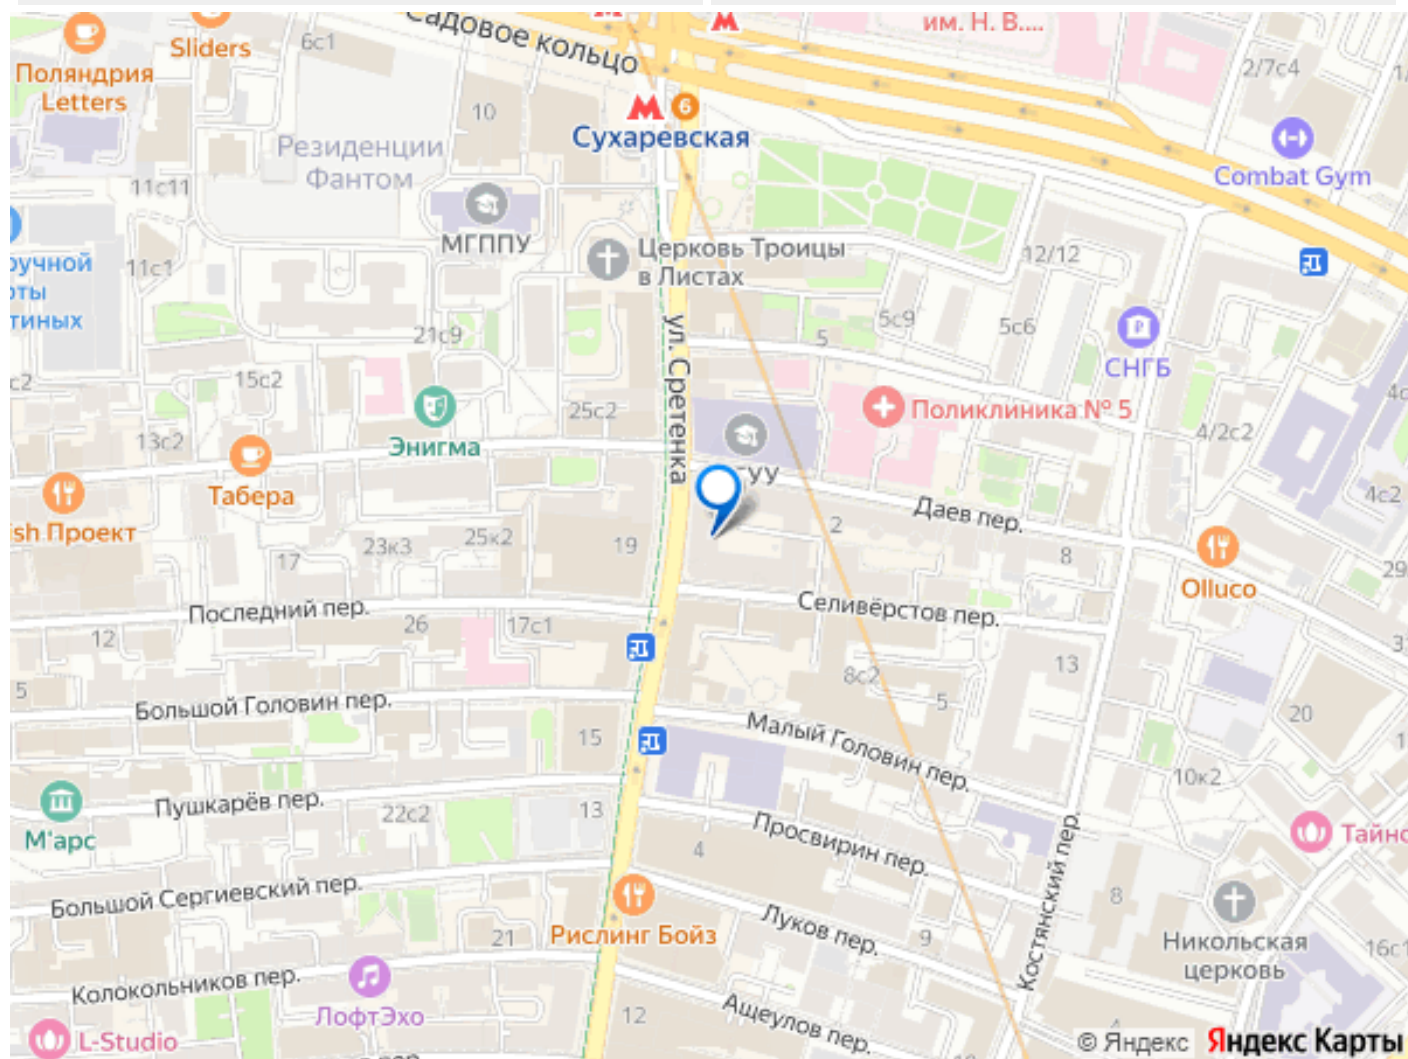 Садовое кольцо
им. Н. В....
Sliders
6с1
Поляндрия
Letters
2/7с4
10
6
Сухаревская
Резиденции
Фантом
Combat Gym
11с11
МГППУ
Церковь Троицы
в Листах
12/12
11с1
5с9
5с6
5
21с9
ул. Сретенка
СНГБ
15с2
25с2
Поликлиника № 5
13с2
Энигма
4/2с2
Табера
4с2
Даев пер.
25к2
23к3
19
2
17
8
Olluco
29
Последний пер.
Селивёрстов пер.
12
26
17с1
13
8с2
5
5
Большой Головин пер.
20
15
Малый Головин пер.
10к2
Пушкарёв пер.
22с2
13
М'арс
Просвирин пер.
4
Костянский пер.
Большой Сергиевский пер.
8
21
Рислинг Бойз
Луков пер.
9
Никольская
церковь
Колокольников пер.
ЛофтЭхо
12
Ащеулов пер.
L-Studio
© Яндекс Яндекс Карты